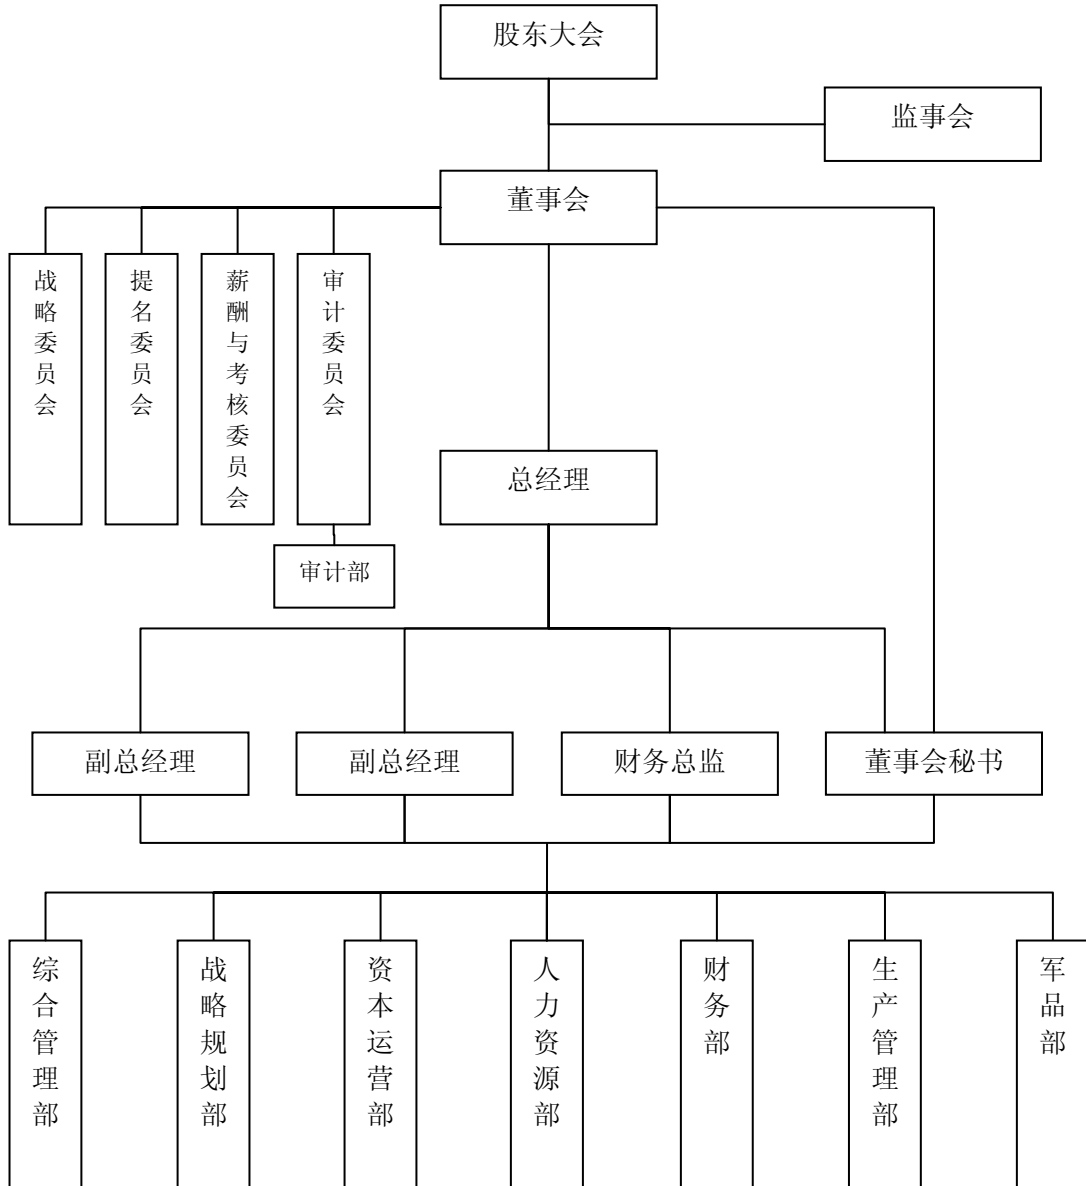 股东大会
监事会
董事会
战略委员会
提名委员会
薪酬与考核委员会
审计委员会
总经理
审计部
副总经理
副总经理
财务总监
董事会秘书
综合管理部
战略规划部
资本运营部
人力资源部
财务部
生产管理部
军品部